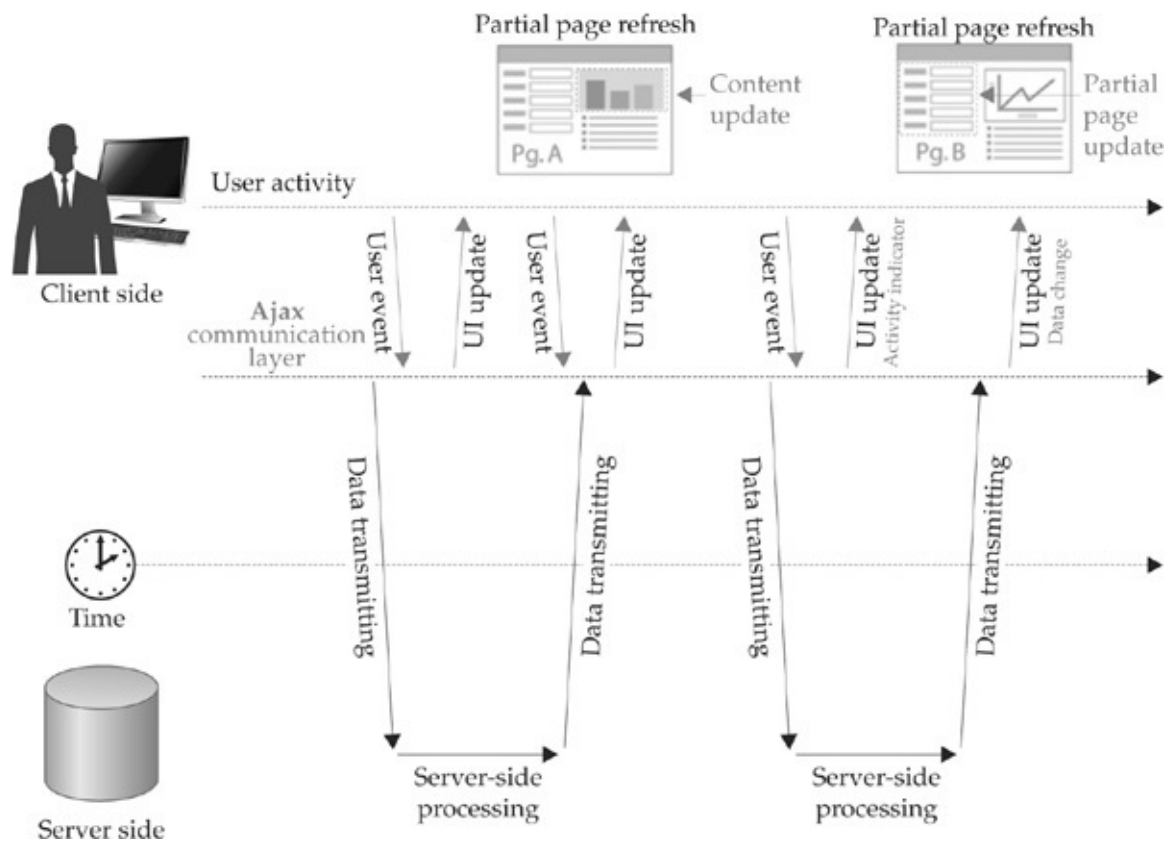 Partial page refresh
Partial page refresh
Content
update
Pg. A
Partial
page
update
Pg. B
User activity
Client side
User event
UI update
User event
UI update
User event
UI update
Activity indicator
UI update
Data change
Ajax
communication
layer
Data transmitting
Data transmitting
Data transmitting
Data transmitting
Time
Server-side
processing
Server-side
processing
Server side